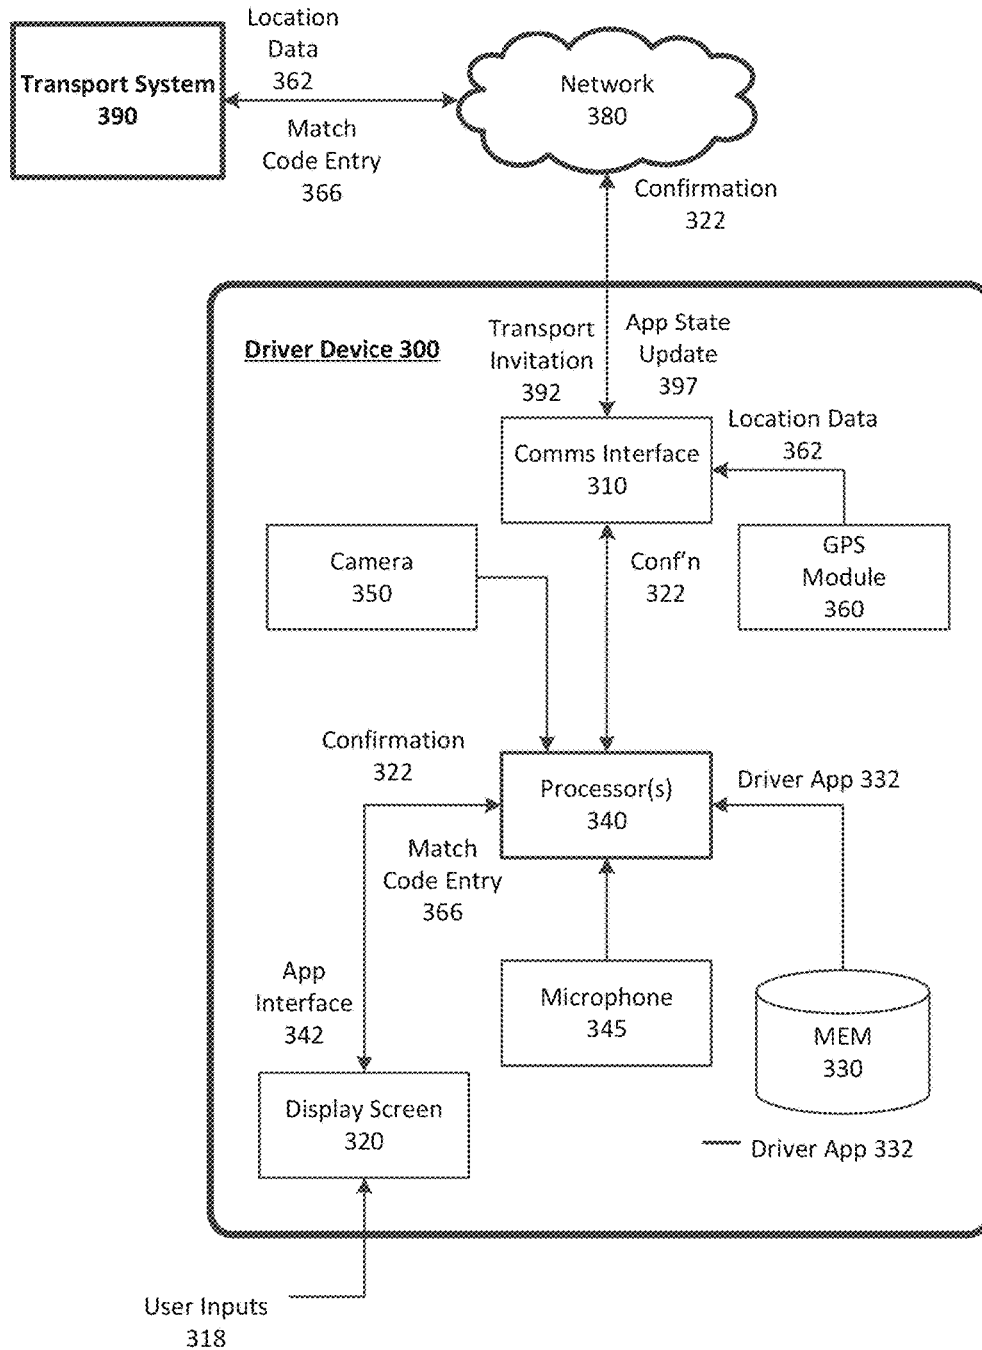 Location
Data
362
Transport System
390
Match
Code Entry
366
Network
380
Confirmation
322
Driver Device 300
Transport
Invitation
392
App State
Update
397
Comms Interface
310
Location Data
362
Camera
350
Conf'n
322
GPS
Module
360
Confirmation
322
Processor(s)
340
Driver App 332
Match
Code Entry
366
App
Interface
342
Microphone
345
MEM
330
Display Screen
320
Driver App 332
User Inputs
318